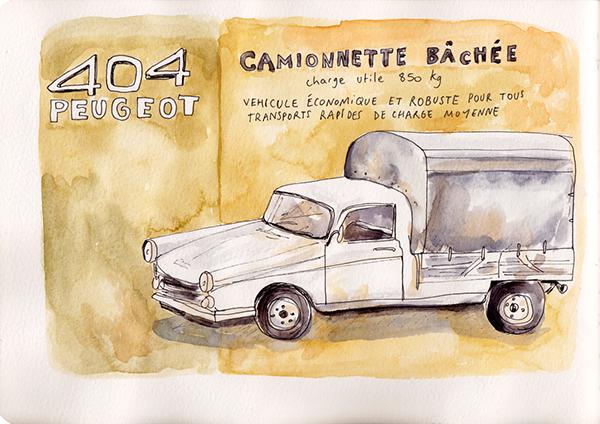 404
PEUGEOT
CAMIONNETTE BÂCHÉE
charge utile 850 kg
VEHICULE ÉCONOMIQUE ET ROBUSTE POUR TOUS
TRANSPORTS RAPIDES DE CHARGE MOYENNE